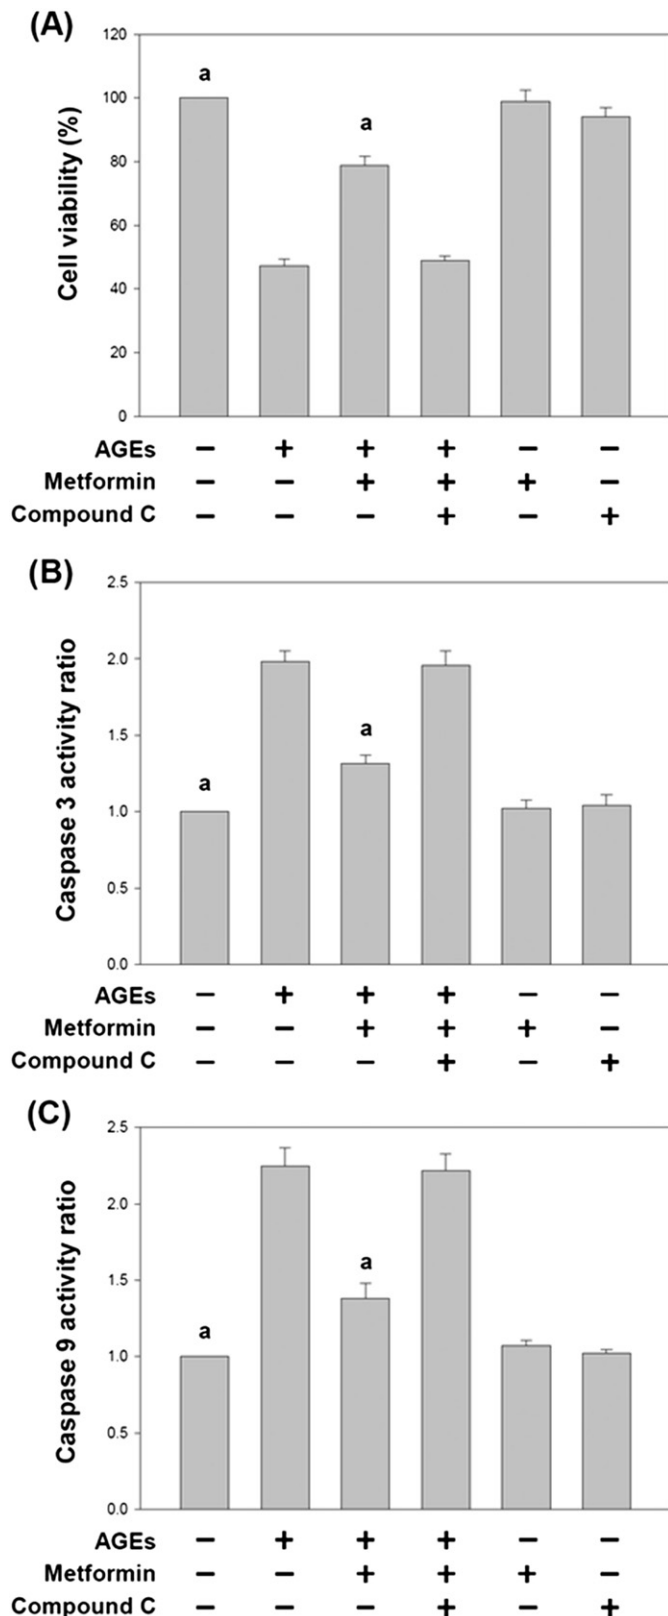 (A)
120
100
80
60
40
20
0
Cell viability (%)
a
a
AGEs − + + + − −
Metformin − − + + + −
Compound C − − − + − +
(B)
2.5
2.0
1.5
1.0
0.5
0.0
Caspase 3 activity ratio
a
a
AGEs − + + + − −
Metformin − − + + + −
Compound C − − − + − +
(C)
2.5
2.0
1.5
1.0
0.5
0.0
Caspase 9 activity ratio
a
a
AGEs − + + + − −
Metformin − − + + + −
Compound C − − − + − +